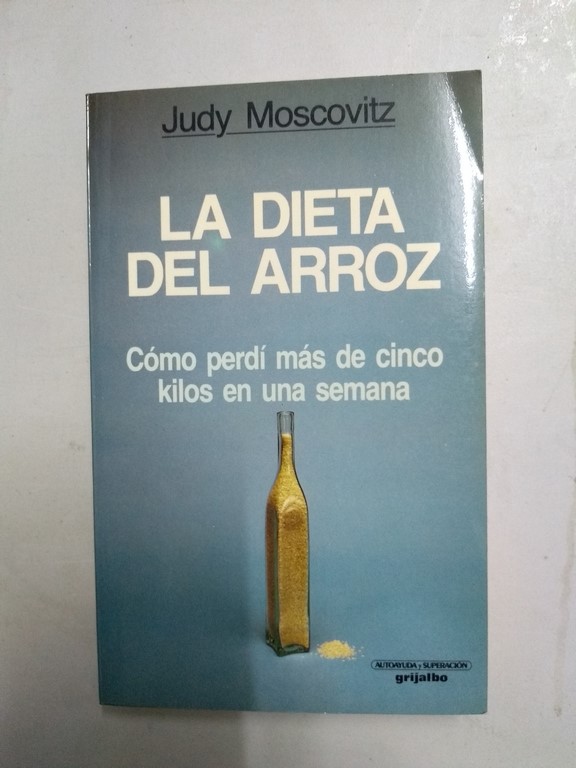 Judy Moscovitz
LA DIETA
DEL ARROZ
Cómo perdí más de cinco
kilos en una semana
AUTOAYUDA Y SUPERACIÓN
grijalbo